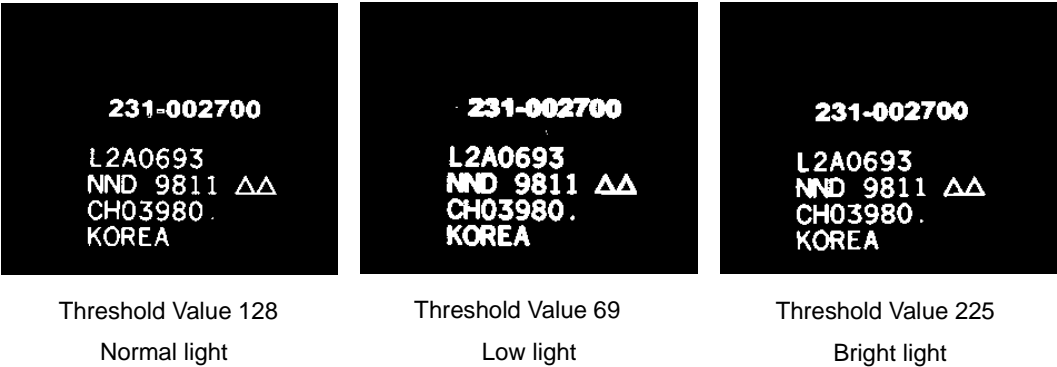 231-002700
L2A0693
NND 9811 ΔΔ
CH03980.
KOREA
Threshold Value 128
Normal light
231-002700
L2A0693
NND 9811 ΔΔ
CH03980.
KOREA
Threshold Value 69
Low light
231-002700
L2A0693
NND 9811 ΔΔ
CH03980.
KOREA
Threshold Value 225
Bright light